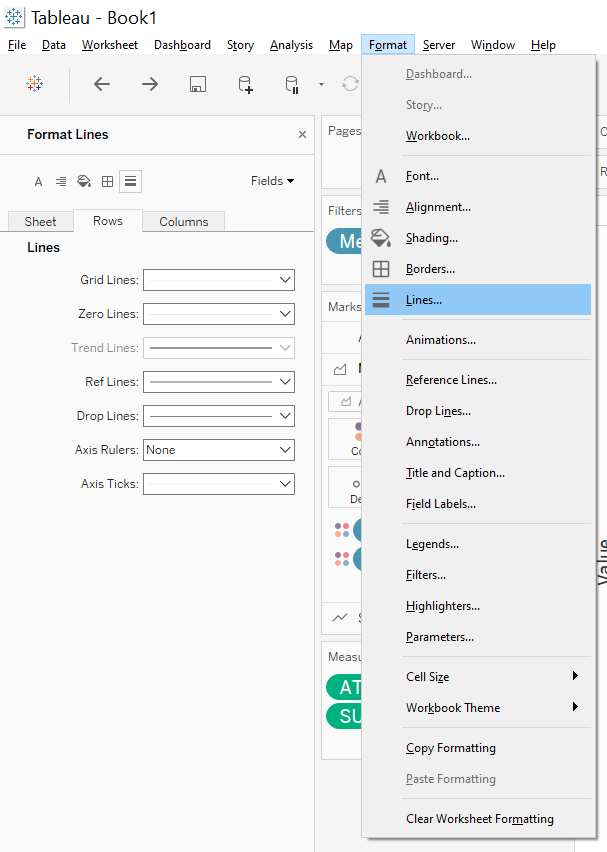 Tableau - Book1
File Data Worksheet Dashboard Story Analysis Map Format Server Window Help
Format Lines
Fields
Sheet Rows Columns
Lines
Grid Lines:
Zero Lines:
Trend Lines:
Ref Lines:
Drop Lines:
Axis Rulers: None
Axis Ticks:
Pages
Filters
Me
Marks
A
Co
De
Measu
AT
SU
Dashboard...
Story...
Workbook...
A Font...
Alignment...
Shading...
Borders...
Lines...
Animations...
Reference Lines...
Drop Lines...
Annotations...
Title and Caption...
Field Labels...
Legends...
Filters...
Highlighters...
Parameters...
Cell Size
Workbook Theme
Copy Formatting
Paste Formatting
Clear Worksheet Formatting
Value